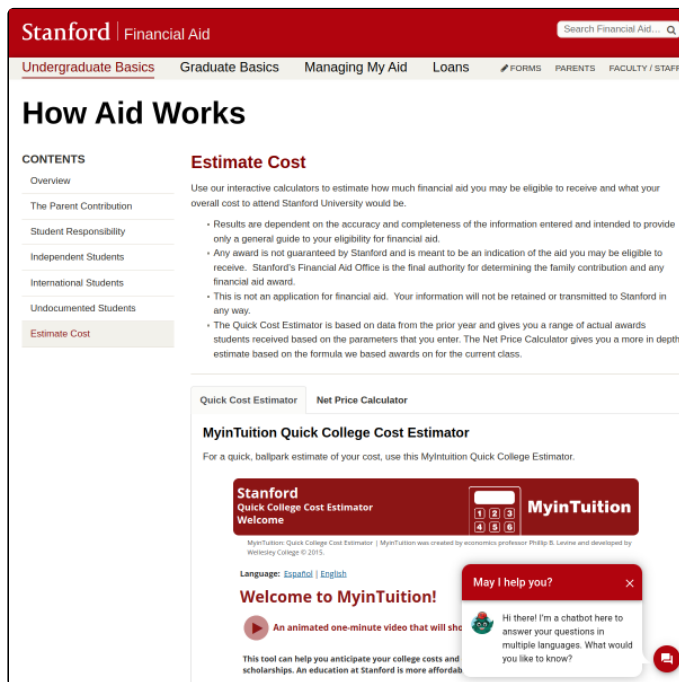 Stanford | Financial Aid
Search Financial Aid...
Undergraduate Basics Graduate Basics Managing My Aid Loans FORMS PARENTS FACULTY / STAFF
How Aid Works
CONTENTS
Overview
The Parent Contribution
Student Responsibility
Independent Students
International Students
Undocumented Students
Estimate Cost
Estimate Cost
Use our interactive calculators to estimate how much financial aid you may be eligible to receive and what your
overall cost to attend Stanford University would be.
• Results are dependent on the accuracy and completeness of the information entered and intended to provide
only a general guide to your eligibility for financial aid.
• Any award is not guaranteed by Stanford and is meant to be an indication of the aid you may be eligible to
receive. Stanford's Financial Aid Office is the final authority for determining the family contribution and any
financial aid award.
• This is not an application for financial aid. Your information will not be retained or transmitted to Stanford in
any way.
• The Quick Cost Estimator is based on data from the prior year and gives you a range of actual awards
students received based on the parameters that you enter. The Net Price Calculator gives you a more in depth
estimate based on the formula we based awards on for the current class.
Quick Cost Estimator Net Price Calculator
MyinTuition Quick College Cost Estimator
For a quick, ballpark estimate of your cost, use this MyIntuition Quick College Estimator.
Stanford
Quick College Cost Estimator
Welcome
1 2 3
4 5 6
MyinTuition
MyinTuition: Quick College Cost Estimator | MyinTuition was created by economics professor Phillip B. Levine and developed by
Wellesley College © 2015.
Language: Español | English
Welcome to MyinTuition!
An animated one-minute video that will sho
This tool can help you anticipate your college costs and
scholarships. An education at Stanford is more affordab
May I help you? ×
Hi there! I'm a chatbot here to
answer your questions in
multiple languages. What would
you like to know?